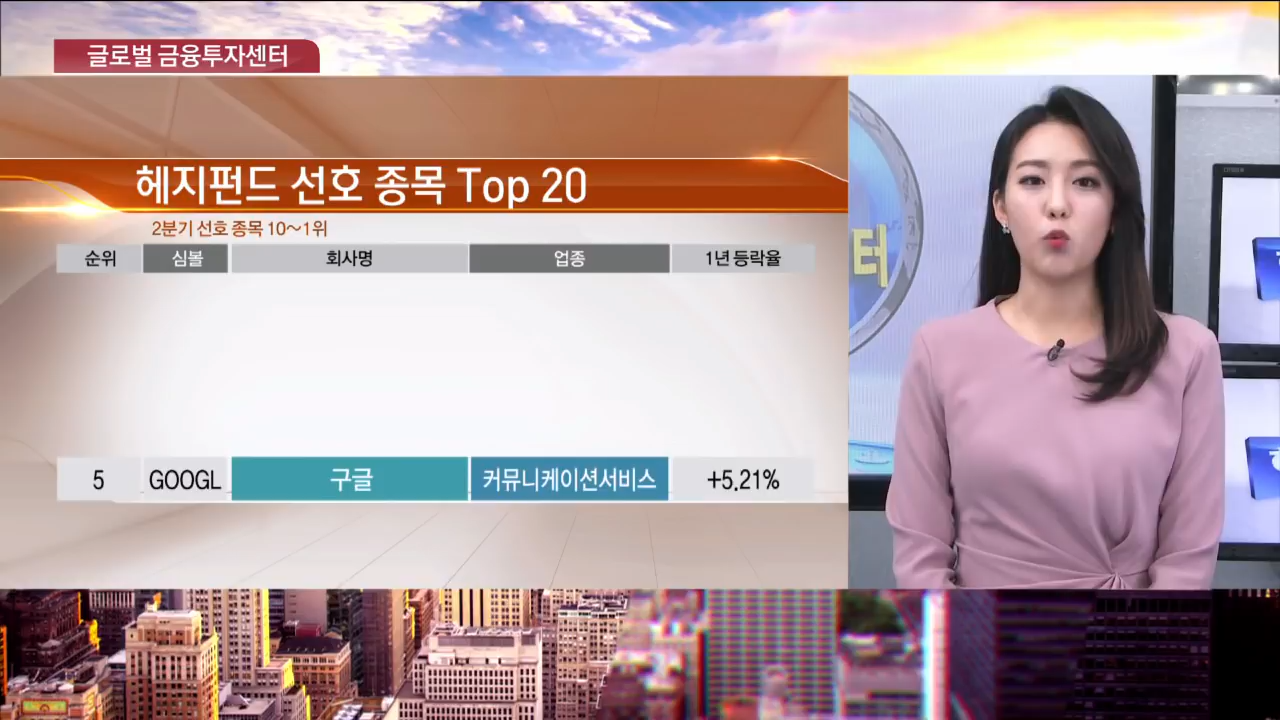 글로벌 금융투자센터
헤지펀드 선호 종목 Top 20
2분기 선호 종목 10~1위
순위 심볼 회사명 업종 1년 등락율
5 GOOGL 구글 커뮤니케이션서비스 +5.21%
터